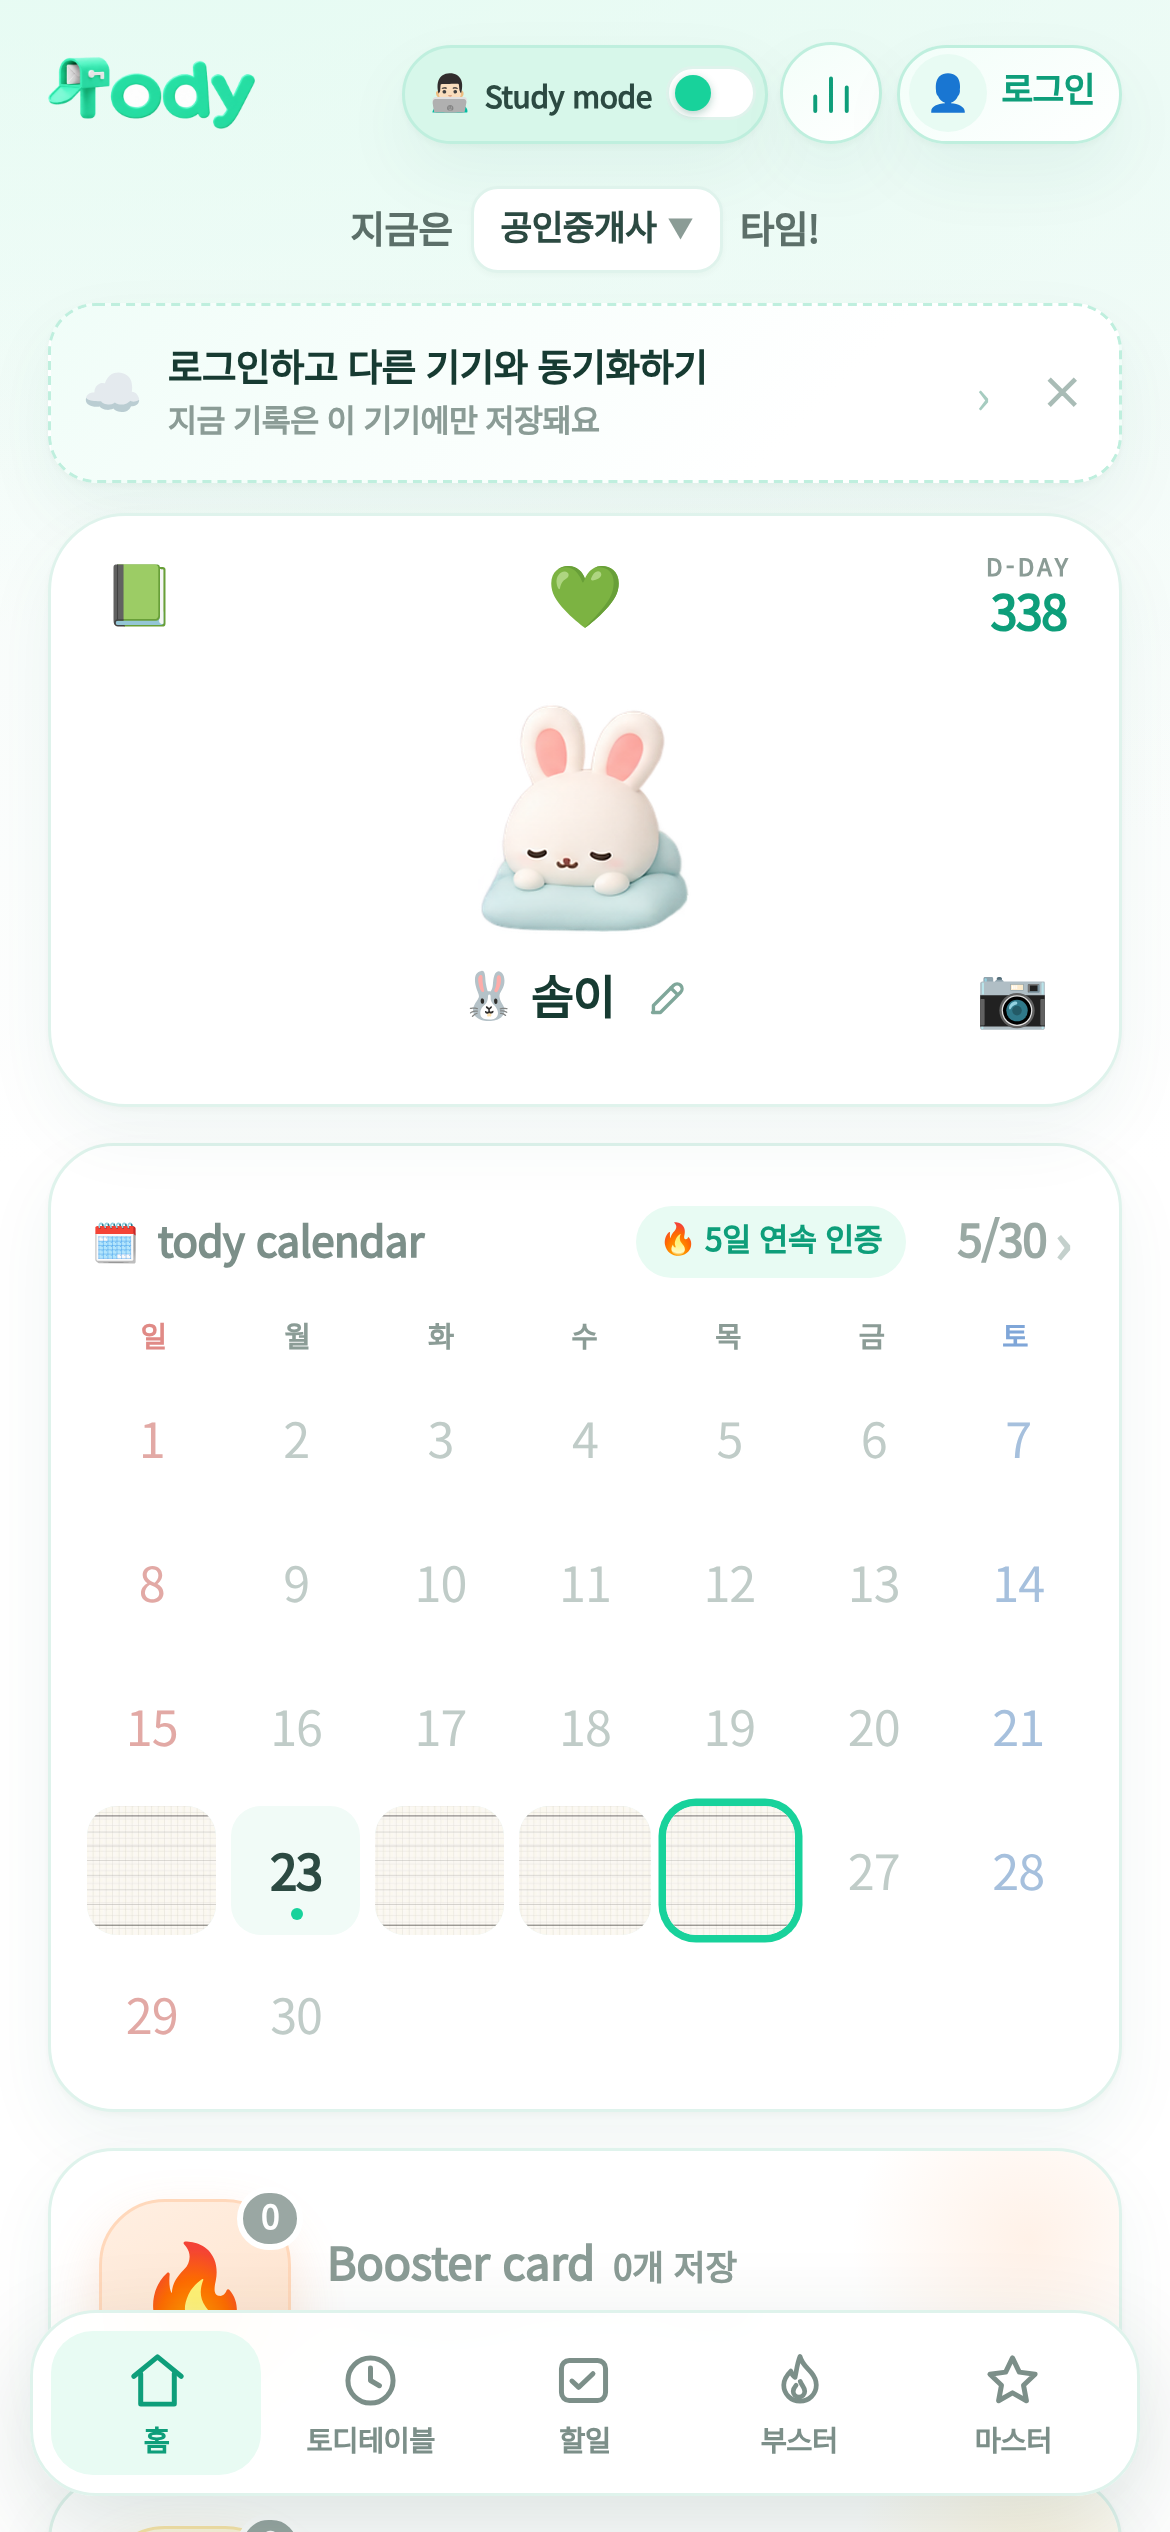 Tody
Study mode
로그인
지금은 공인중개사 ▼ 타임!
로그인하고 다른 기기와 동기화하기
지금 기록은 이 기기에만 저장돼요
D-DAY
338
솜이
tody calendar
5일 연속 인증
5/30 ›
일 월 화 수 목 금 토
1 2 3 4 5 6 7
8 9 10 11 12 13 14
15 16 17 18 19 20 21
23 27 28
29 30
0
Booster card 0개 저장
홈 토디테이블 할일 부스터 마스터